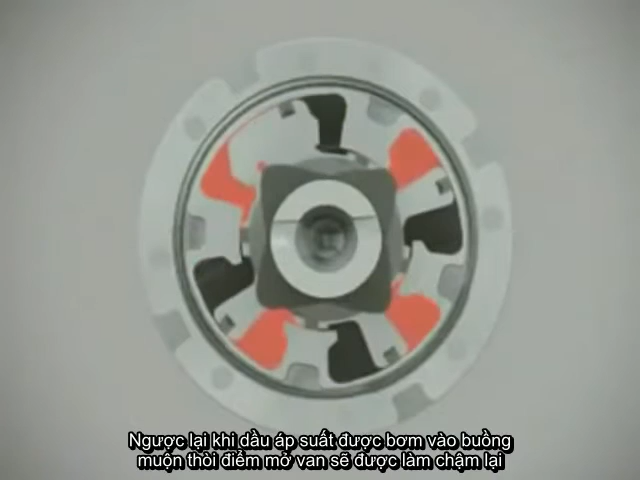 Ngược lại khi dầu áp suất được bơm vào buồng
muộn thời điểm mở van sẽ được làm chậm lại